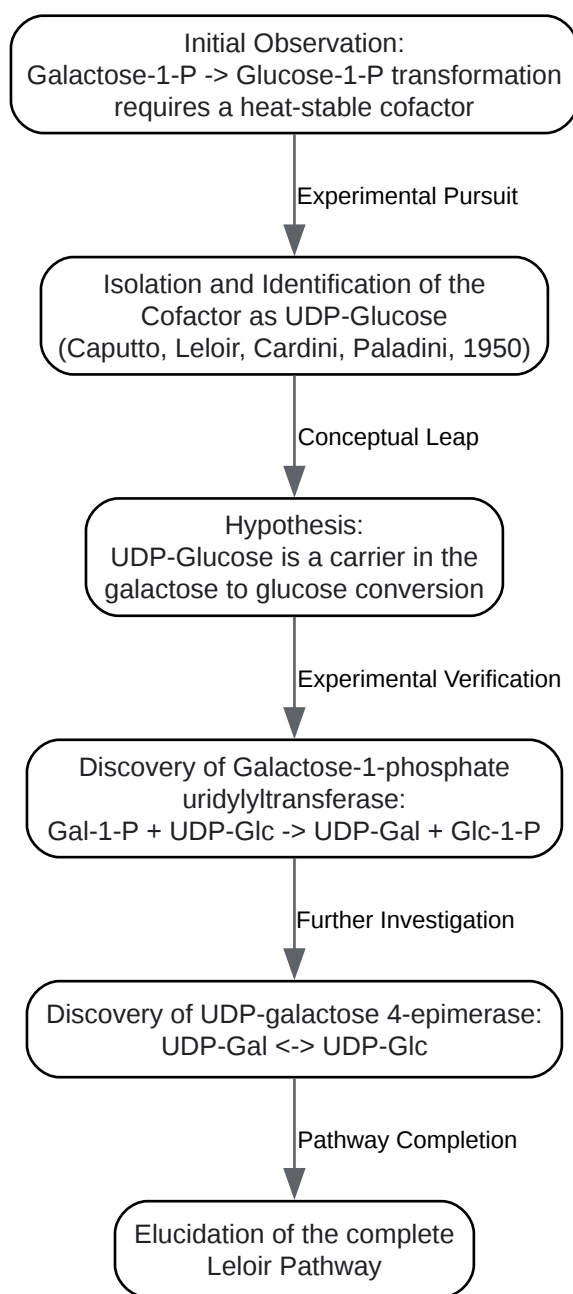 Initial Observation:
Galactose-1-P -> Glucose-1-P transformation
requires a heat-stable cofactor
Experimental Pursuit
Isolation and Identification of the
Cofactor as UDP-Glucose
(Caputto, Leloir, Cardini, Paladini, 1950)
Conceptual Leap
Hypothesis:
UDP-Glucose is a carrier in the
galactose to glucose conversion
Experimental Verification
Discovery of Galactose-1-phosphate
uridylyltransferase:
Gal-1-P + UDP-Glc -> UDP-Gal + Glc-1-P
Further Investigation
Discovery of UDP-galactose 4-epimerase:
UDP-Gal <-> UDP-Glc
Pathway Completion
Elucidation of the complete
Leloir Pathway